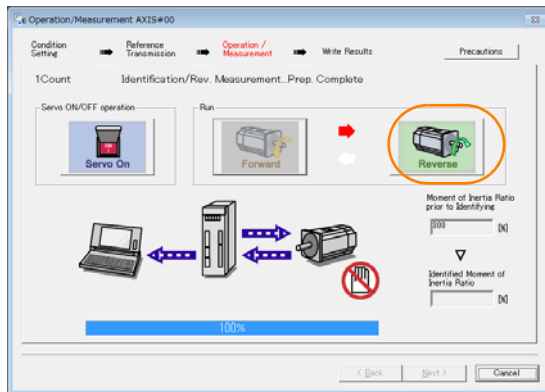 Operation/Measurement AXIS#00
Condition Setting
Reference Transmission
Operation / Measurement
Write Results
Precautions
1Count Identification/Rev. Measurement...Prep. Complete
Servo ON/OFF operation
Run
Servo On
Forward
Reverse
Moment of Inertia Ratio
prior to Identifying
300 [%]
Identified Moment of
Inertia Ratio
[%]
100%
< Back
Next >
Cancel